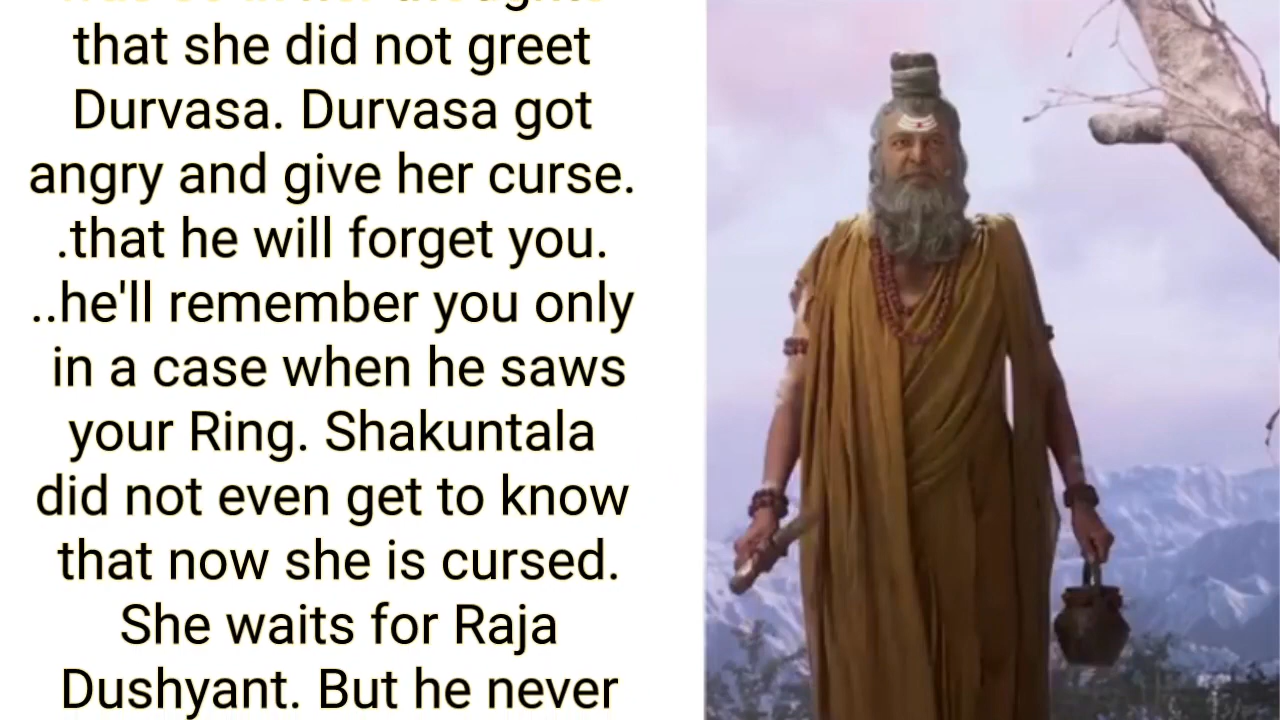 that she did not greet
Durvasa. Durvasa got
angry and give her curse.
.that he will forget you.
..he'll remember you only
in a case when he saws
your Ring. Shakuntala
did not even get to know
that now she is cursed.
She waits for Raja
Dushyant. But he never